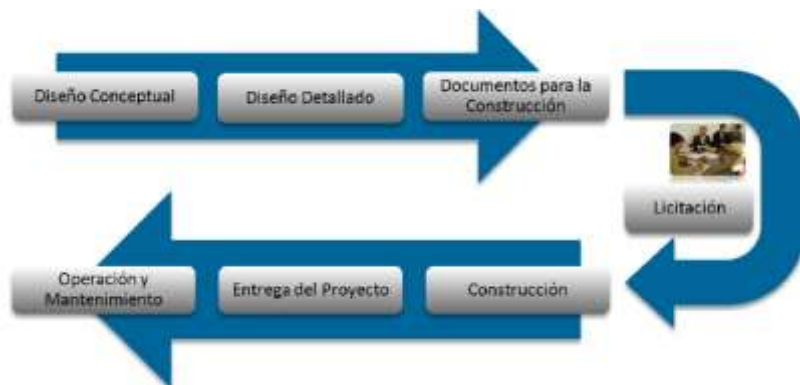 Diseño Conceptual
Diseño Detallado
Documentos para la
Construcción
Licitación
Construcción
Entrega del Proyecto
Operación y
Mantenimiento